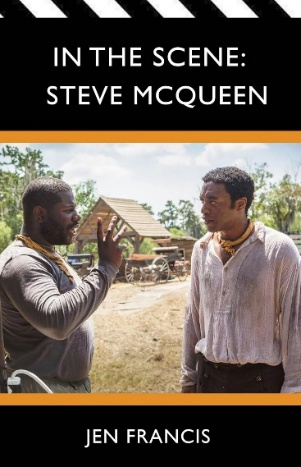 IN THE SCENE:
STEVE MCQUEEN
JEN FRANCIS